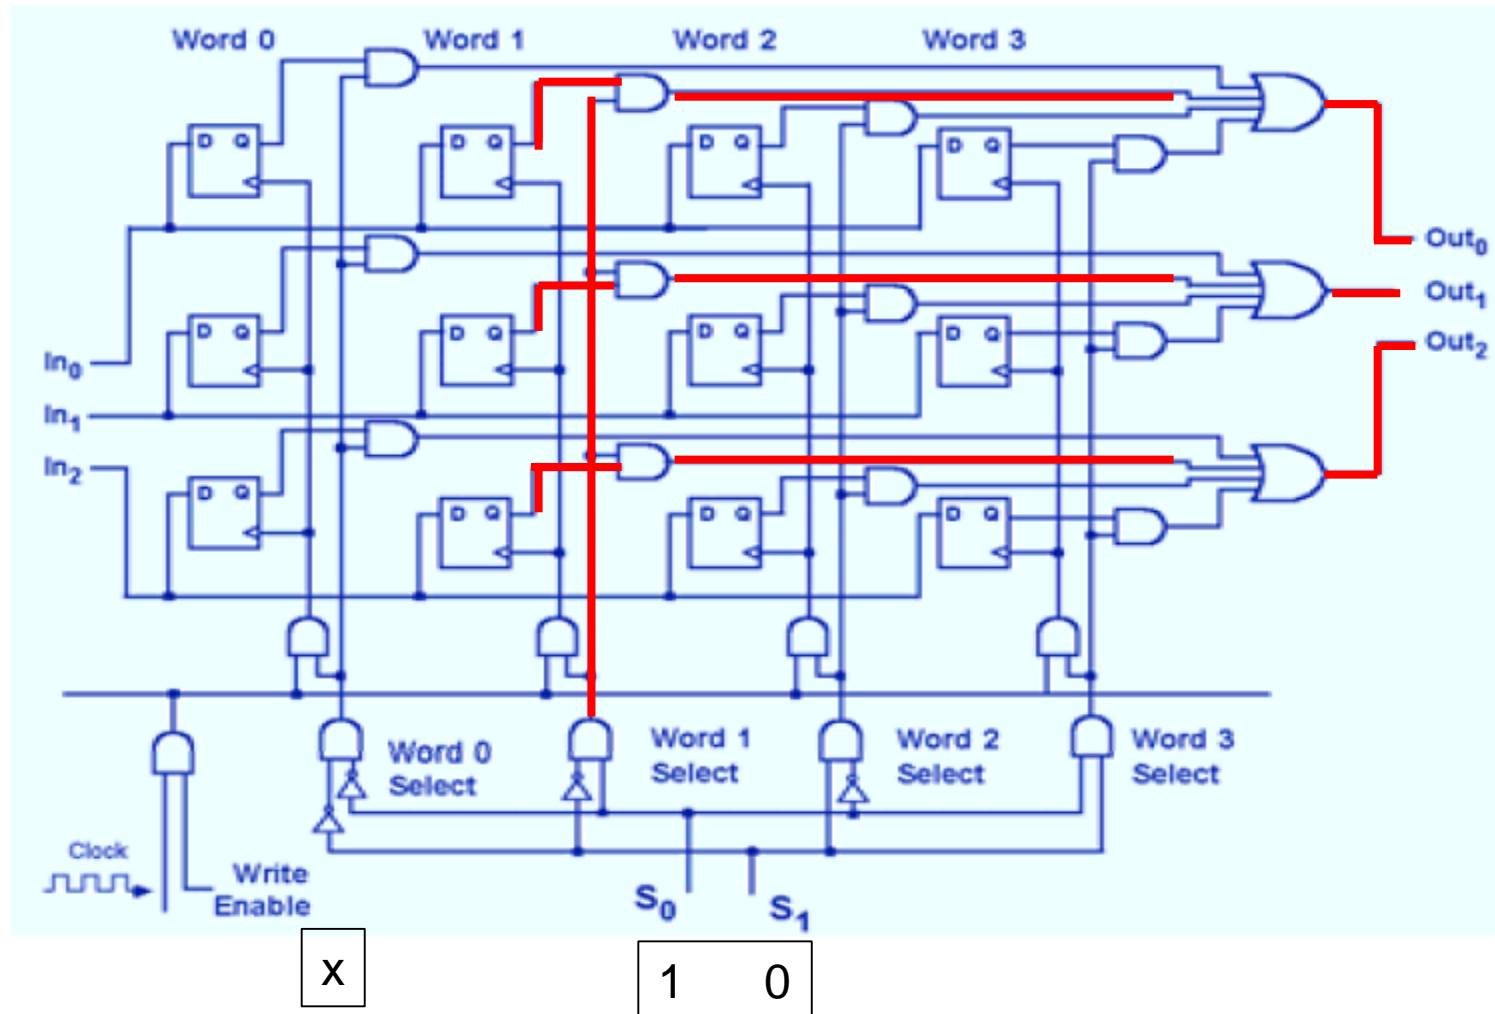 Word 0 Word 1 Word 2 Word 3
D Q D Q D Q D Q
Out₀
D Q D Q D Q D Q
Out₁
Out₂
In₀
In₁
In₂
D Q D Q D Q D Q
Word 0
Select
Word 1
Select
Word 2
Select
Word 3
Select
Clock
Write
Enable
S₀ S₁
x 1 0